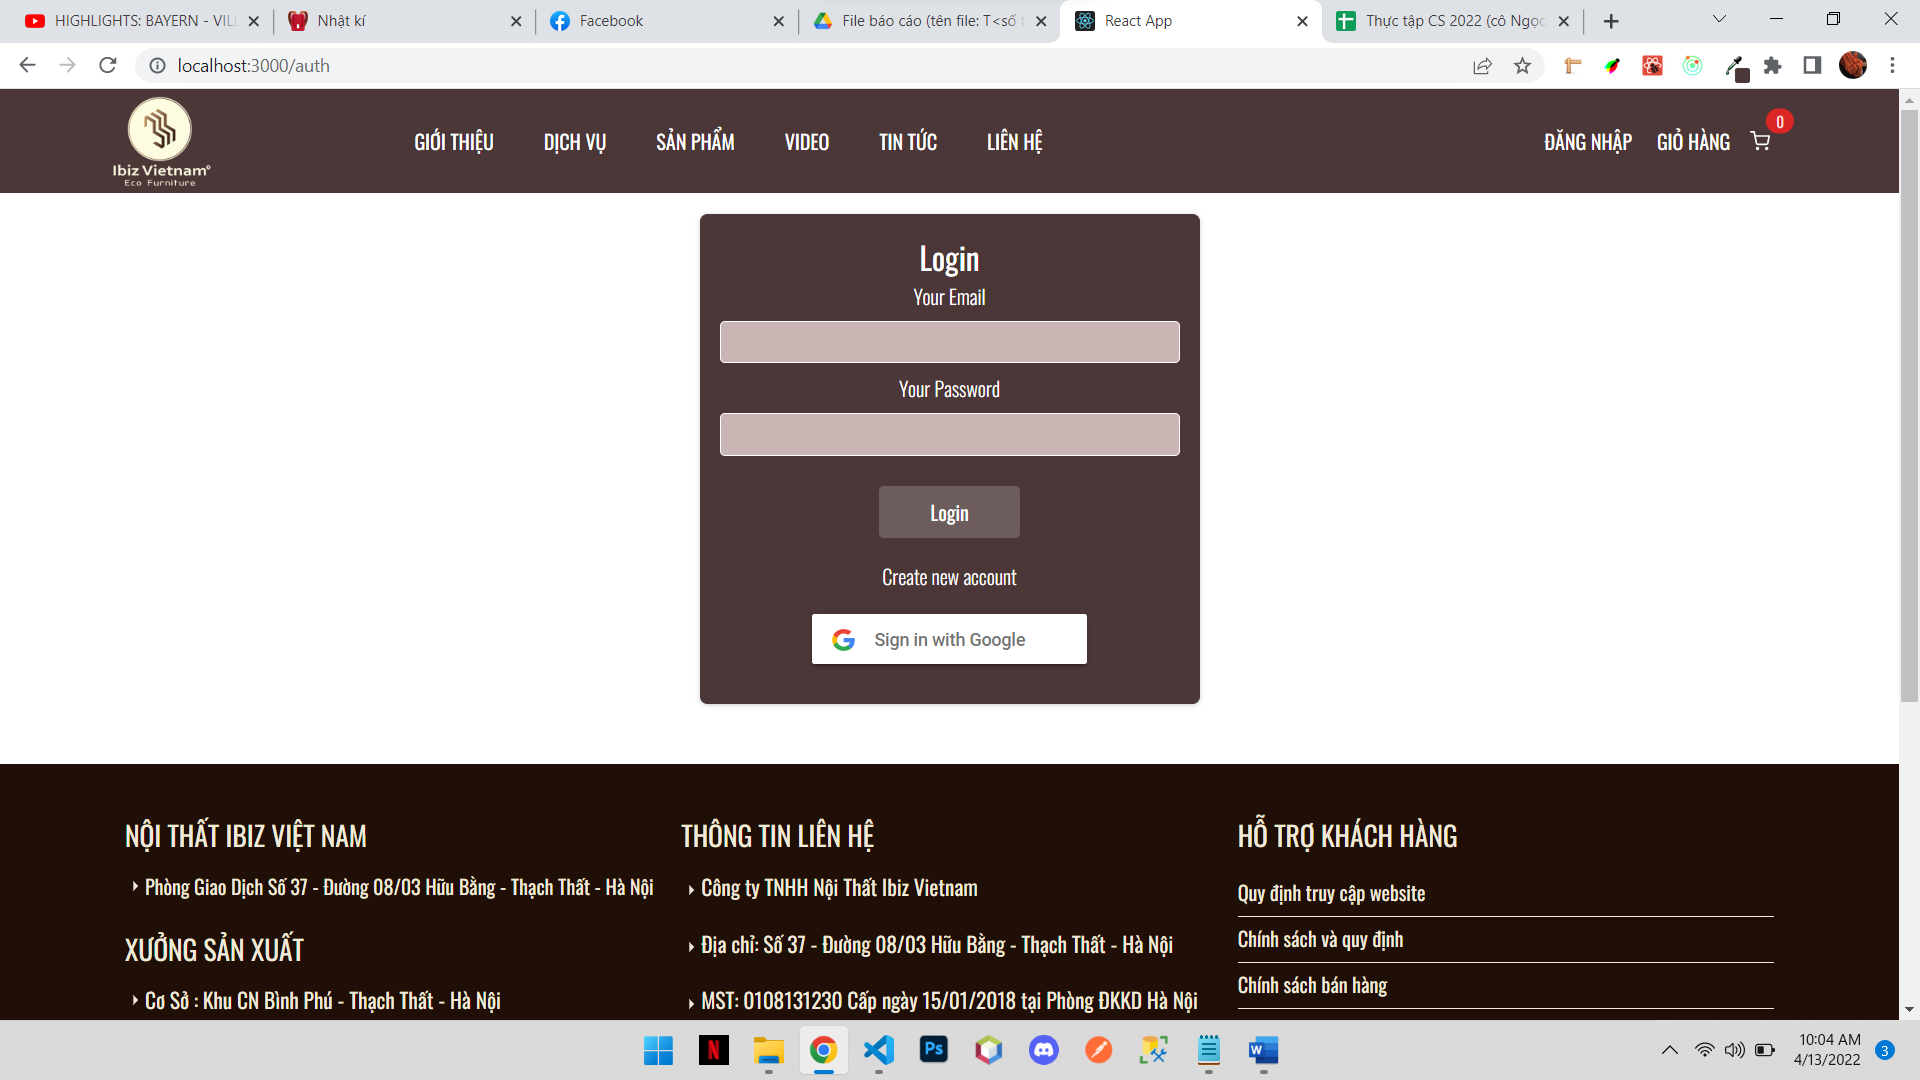 HIGHLIGHTS: BAYERN - VIL
Nhật kí
Facebook
File báo cáo (tên file: T<số t
React App
Thực tập CS 2022 (cô Ngọc
localhost:3000/auth
Ibiz Vietnam®
Eco Furniture
GIỚI THIỆU
DỊCH VỤ
SẢN PHẨM
VIDEO
TIN TỨC
LIÊN HỆ
ĐĂNG NHẬP
GIỎ HÀNG
0
Login
Your Email
Your Password
Login
Create new account
Sign in with Google
NỘI THẤT IBIZ VIỆT NAM
Phòng Giao Dịch Số 37 - Đường 08/03 Hữu Bằng - Thạch Thất - Hà Nội
XƯỞNG SẢN XUẤT
Cơ Sở : Khu CN Bình Phú - Thạch Thất - Hà Nội
THÔNG TIN LIÊN HỆ
Công ty TNHH Nội Thất Ibiz Vietnam
Địa chỉ: Số 37 - Đường 08/03 Hữu Bằng - Thạch Thất - Hà Nội
MST: 0108131230 Cấp ngày 15/01/2018 tại Phòng ĐKKD Hà Nội
HỖ TRỢ KHÁCH HÀNG
Quy định truy cập website
Chính sách và quy định
Chính sách bán hàng
N
Ps
W
10:04 AM
4/13/2022
3